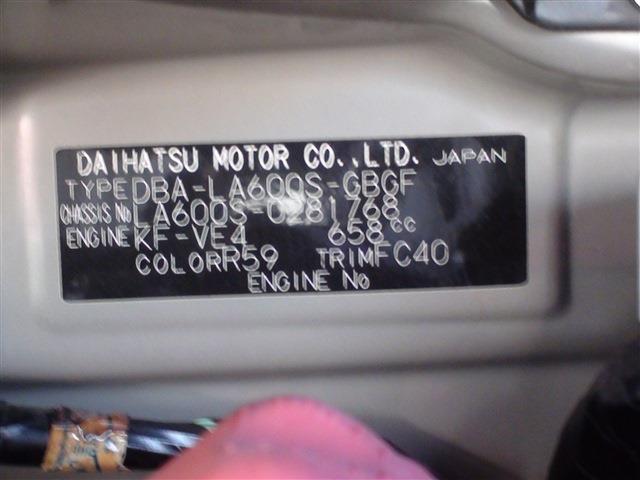 DAIHATSU MOTOR CO.,LTD. JAPAN
TYPE DBA-LA600S-GBGF
CHASSIS No LA600S-0281768
ENGINE KF-VE4 658cc
COLOR R59 TRIM FC40
ENGINE No